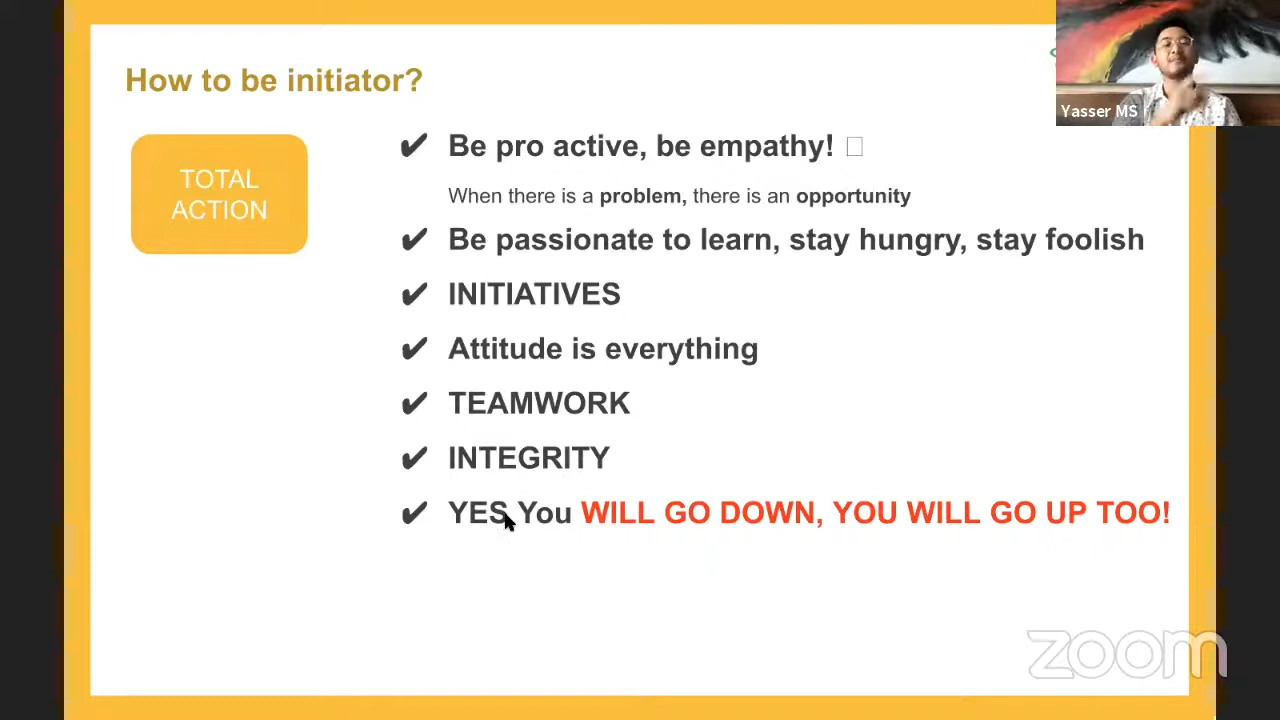 How to be initiator?
Yasser MS
TOTAL
ACTION
✔ Be pro active, be empathy!
When there is a problem, there is an opportunity
✔ Be passionate to learn, stay hungry, stay foolish
✔ INITIATIVES
✔ Attitude is everything
✔ TEAMWORK
✔ INTEGRITY
✔ YES You WILL GO DOWN, YOU WILL GO UP TOO!
zoom